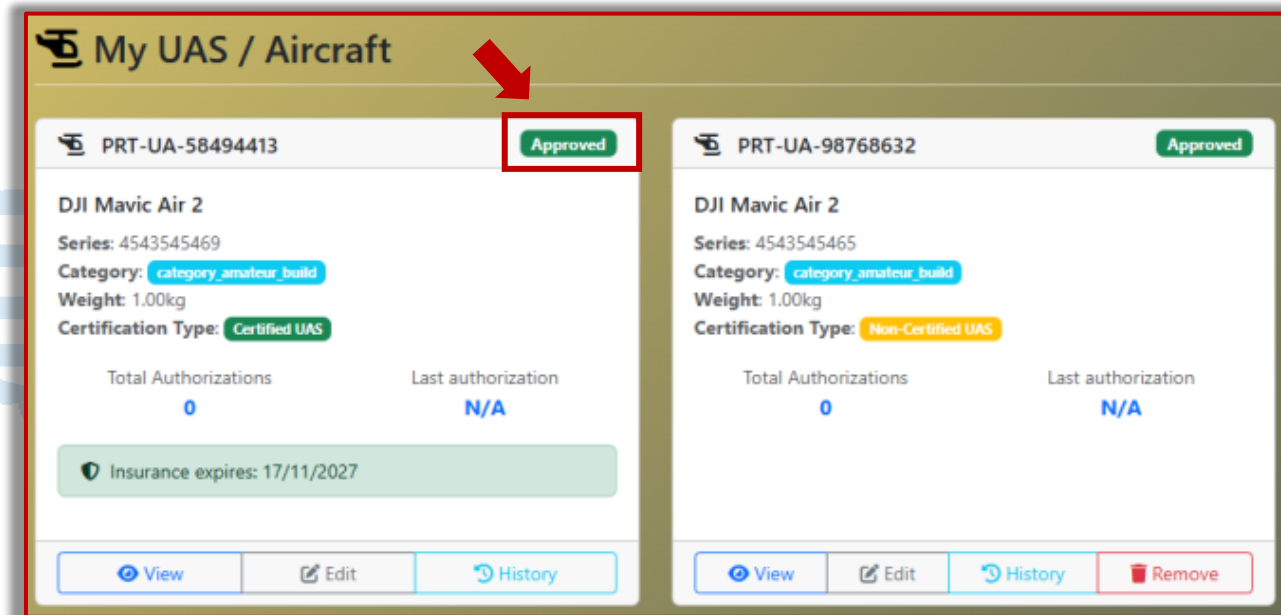 My UAS / Aircraft
PRT-UA-58494413 Approved
DJI Mavic Air 2
Series: 4543545469
Category: category_amateur_build
Weight: 1.00kg
Certification Type: Certified UAS
Total Authorizations Last authorization
0 N/A
Insurance expires: 17/11/2027
View Edit History
PRT-UA-98768632 Approved
DJI Mavic Air 2
Series: 4543545465
Category: category_amateur_build
Weight: 1.00kg
Certification Type: Non-Certified UAS
Total Authorizations Last authorization
0 N/A
View Edit History Remove